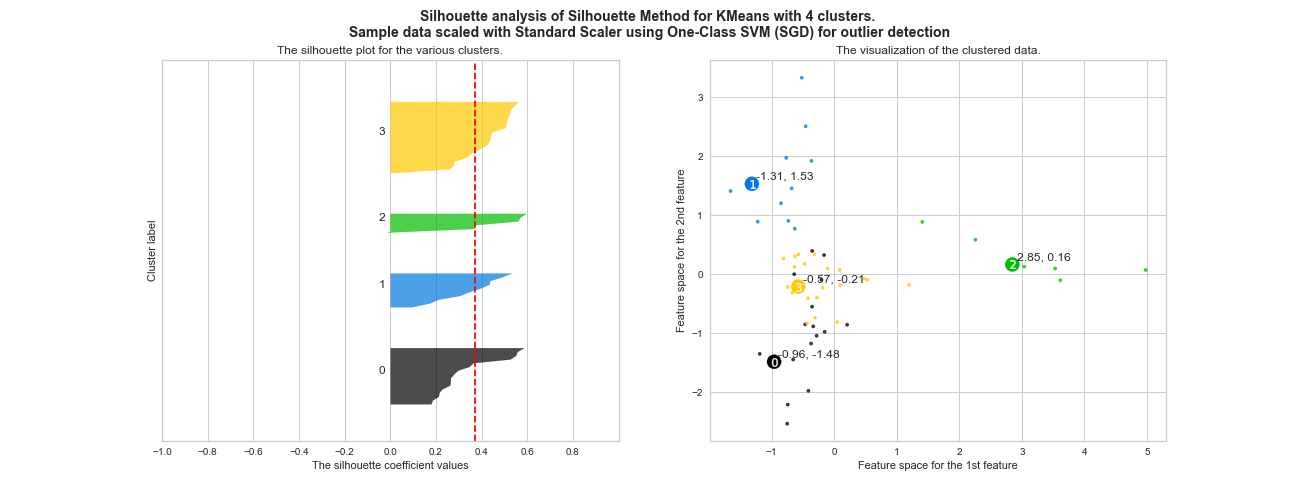 Silhouette analysis of Silhouette Method for KMeans with 4 clusters.
Sample data scaled with Standard Scaler using One-Class SVM (SGD) for outlier detection
The silhouette plot for the various clusters.
Cluster label
3
2
1
0
−1.0 −0.8 −0.6 −0.4 −0.2 0.0 0.2 0.4 0.6 0.8
The silhouette coefficient values
The visualization of the clustered data.
Feature space for the 2nd feature
3
2
1
0
−1
−2
1 -1.31, 1.53
2 2.85, 0.16
3 -0.57, -0.21
0 -0.96, -1.48
−1 0 1 2 3 4 5
Feature space for the 1st feature